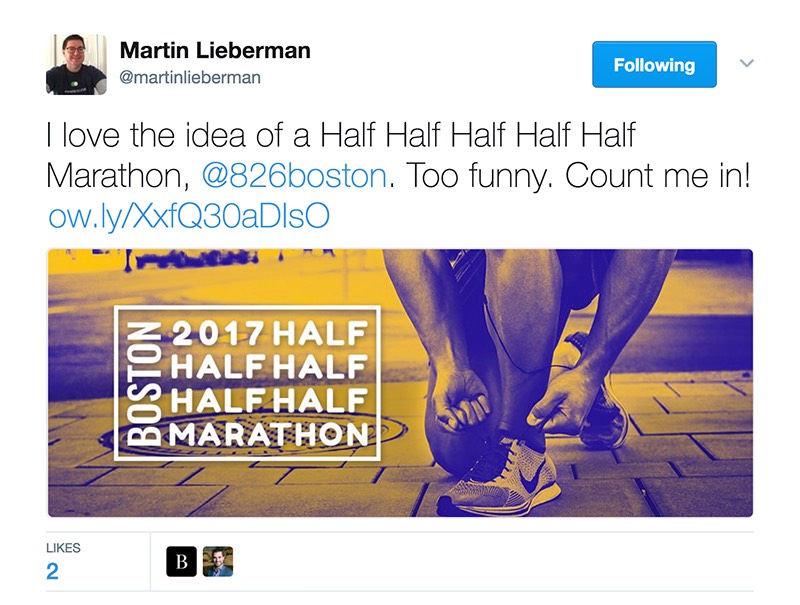 Martin Lieberman
@martinlieberman
Following
I love the idea of a Half Half Half Half Half
Marathon, @826boston. Too funny. Count me in!
ow.ly/XxfQ30aDlsO
BOSTON
2017 HALF
HALF HALF
HALF HALF
MARATHON
LIKES
2
B